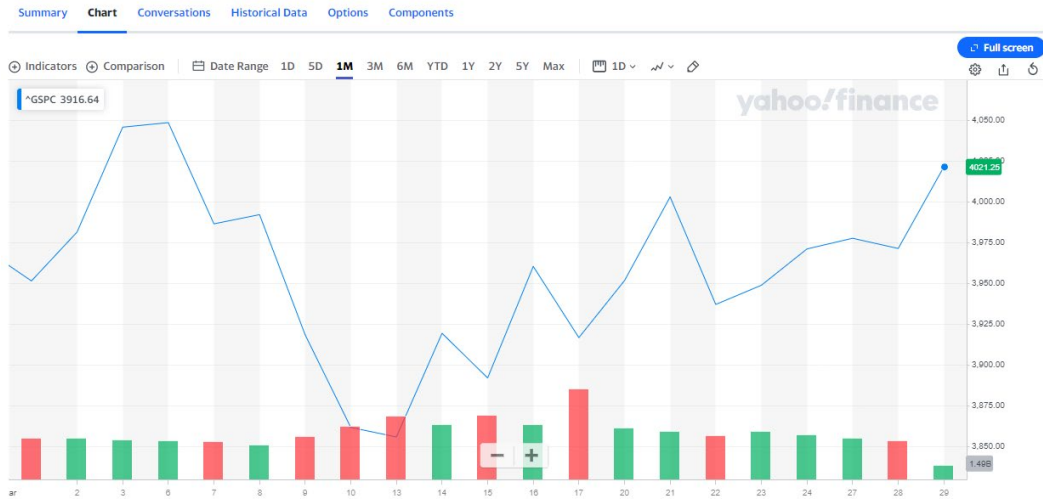 Summary Chart Conversations Historical Data Options Components
Full screen
Indicators Comparison Date Range 1D 5D 1M 3M 6M YTD 1Y 2Y 5Y Max 1D
^GSPC 3916.64
yahoo!finance
4,050.00
4021.25
4,000.00
3,975.00
3,950.00
3,925.00
3,900.00
3,875.00
3,850.00
1.49B
ar 2 3 6 7 8 9 10 13 14 15 16 17 20 21 22 23 24 27 28 29